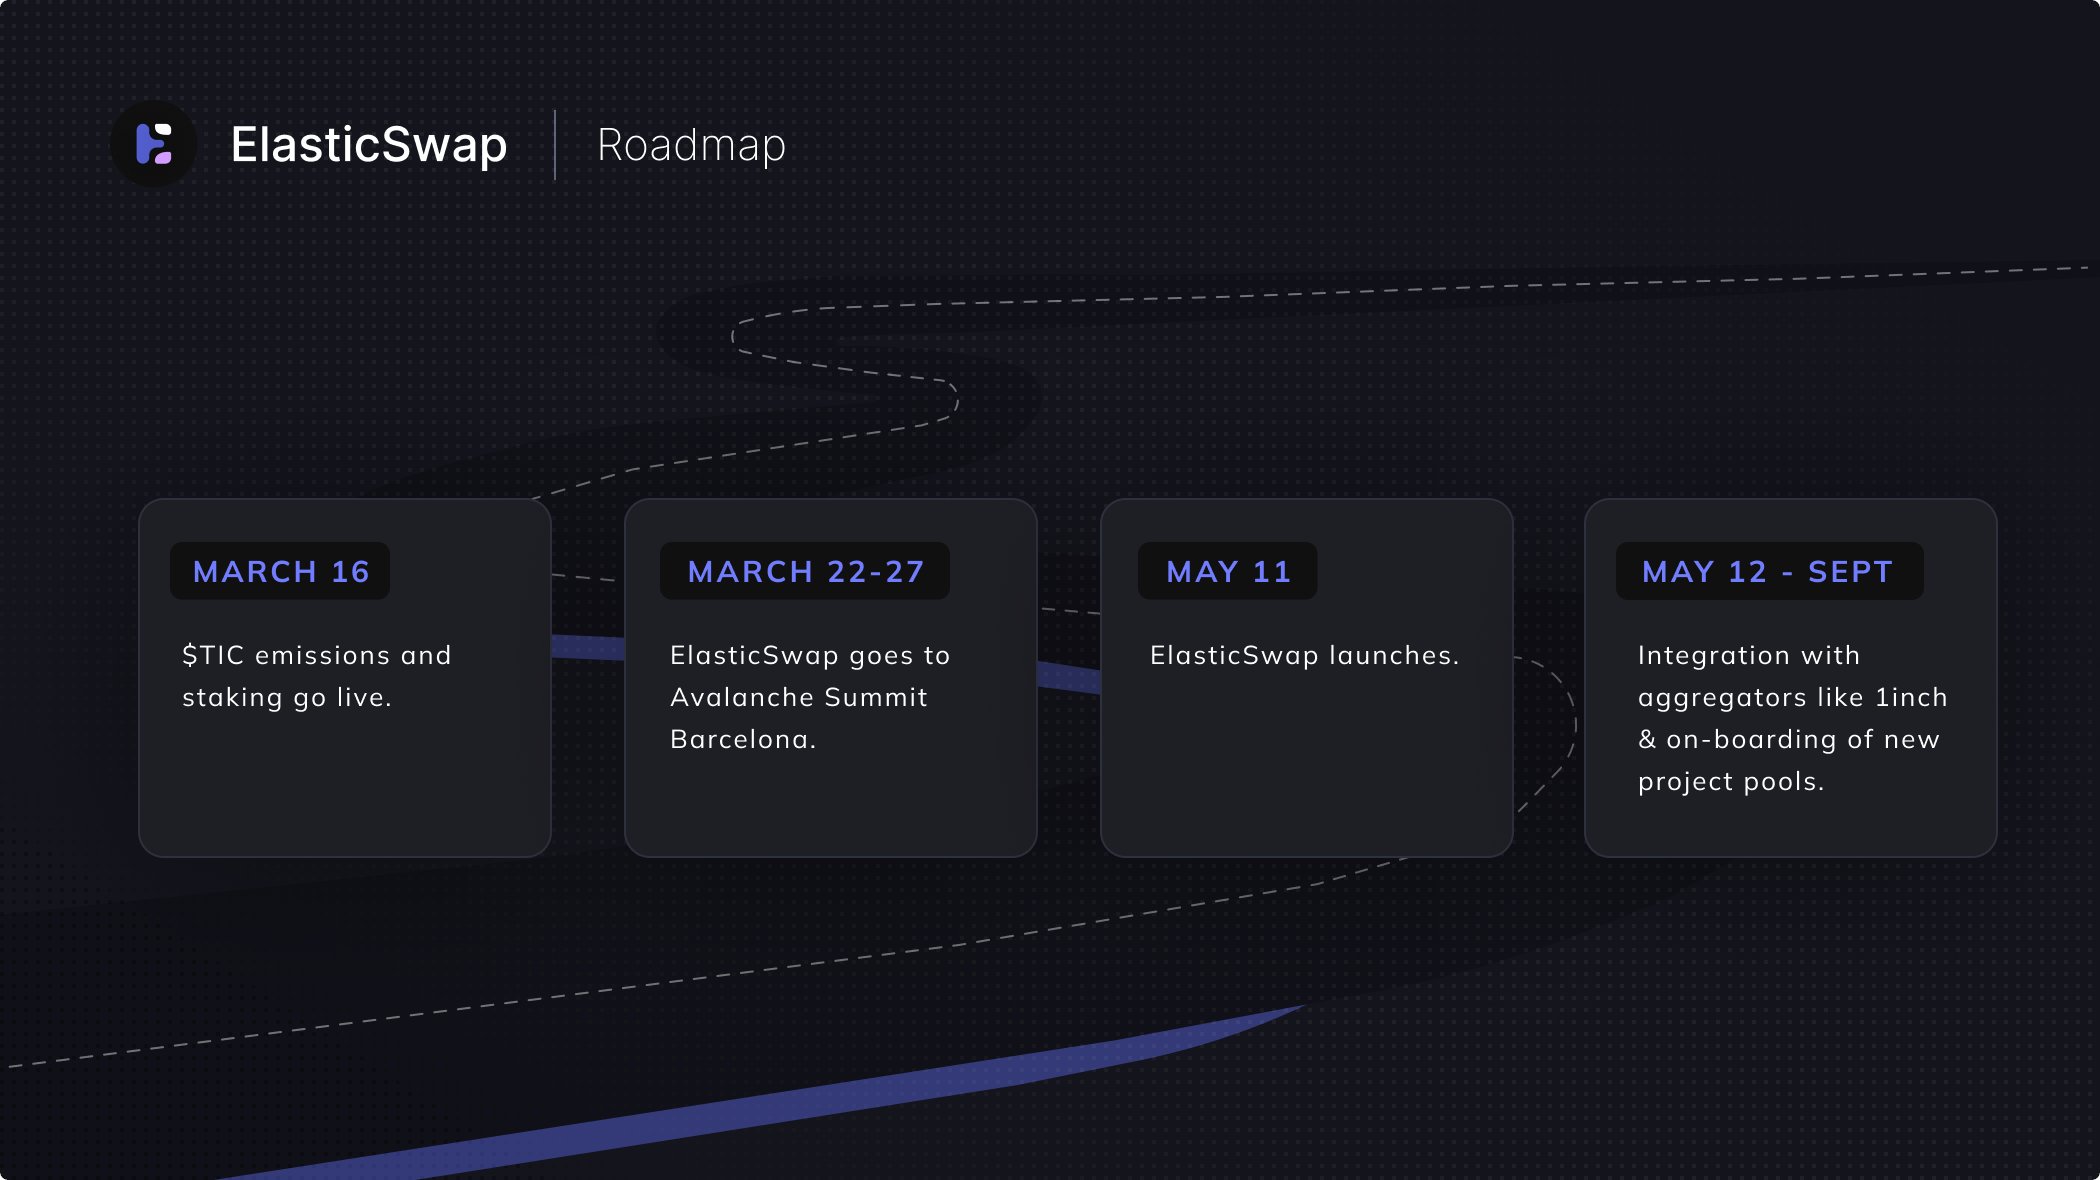 ElasticSwap
Roadmap
MARCH 16
$TIC emissions and
staking go live.
MARCH 22-27
ElasticSwap goes to
Avalanche Summit
Barcelona.
MAY 11
ElasticSwap launches.
MAY 12 - SEPT
Integration with
aggregators like 1inch
& on-boarding of new
project pools.